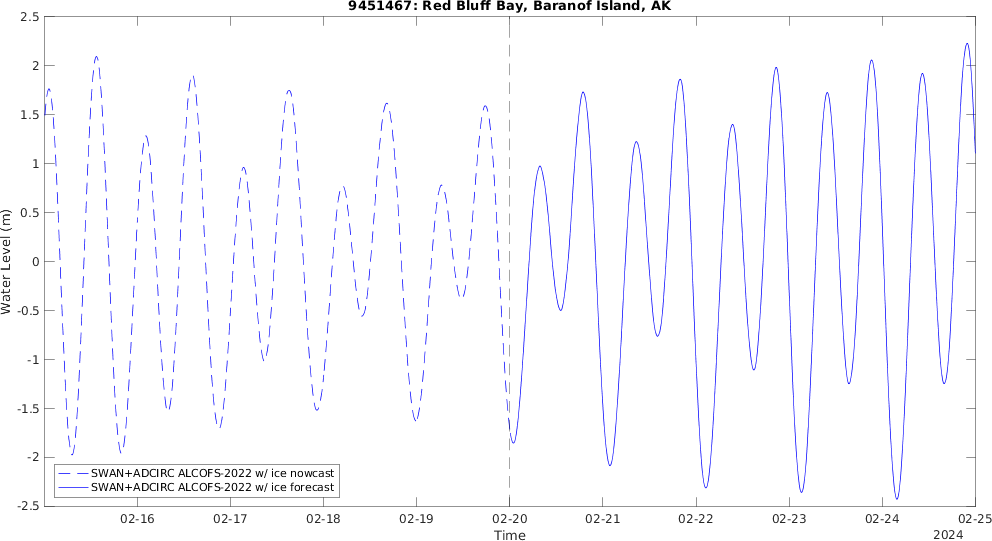 9451467: Red Bluff Bay, Baranof Island, AK
2.5
2
1.5
1
0.5
0
-0.5
-1
-1.5
-2
-2.5
Water Level (m)
SWAN+ADCIRC ALCOFS-2022 w/ ice nowcast
SWAN+ADCIRC ALCOFS-2022 w/ ice forecast
02-16 02-17 02-18 02-19 02-20 02-21 02-22 02-23 02-24 02-25
Time
2024